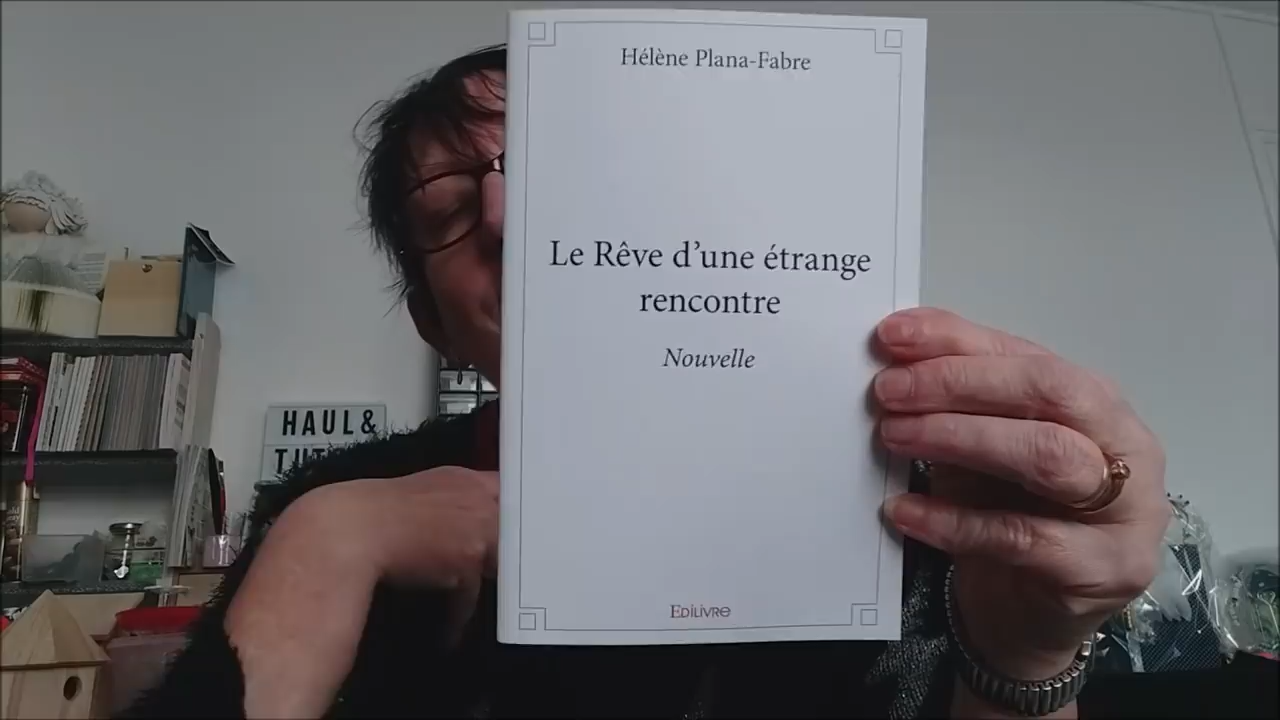 Hélène Plana-Fabre
Le Rêve d'une étrange
rencontre
Nouvelle
EDILIVRE
HAUL&